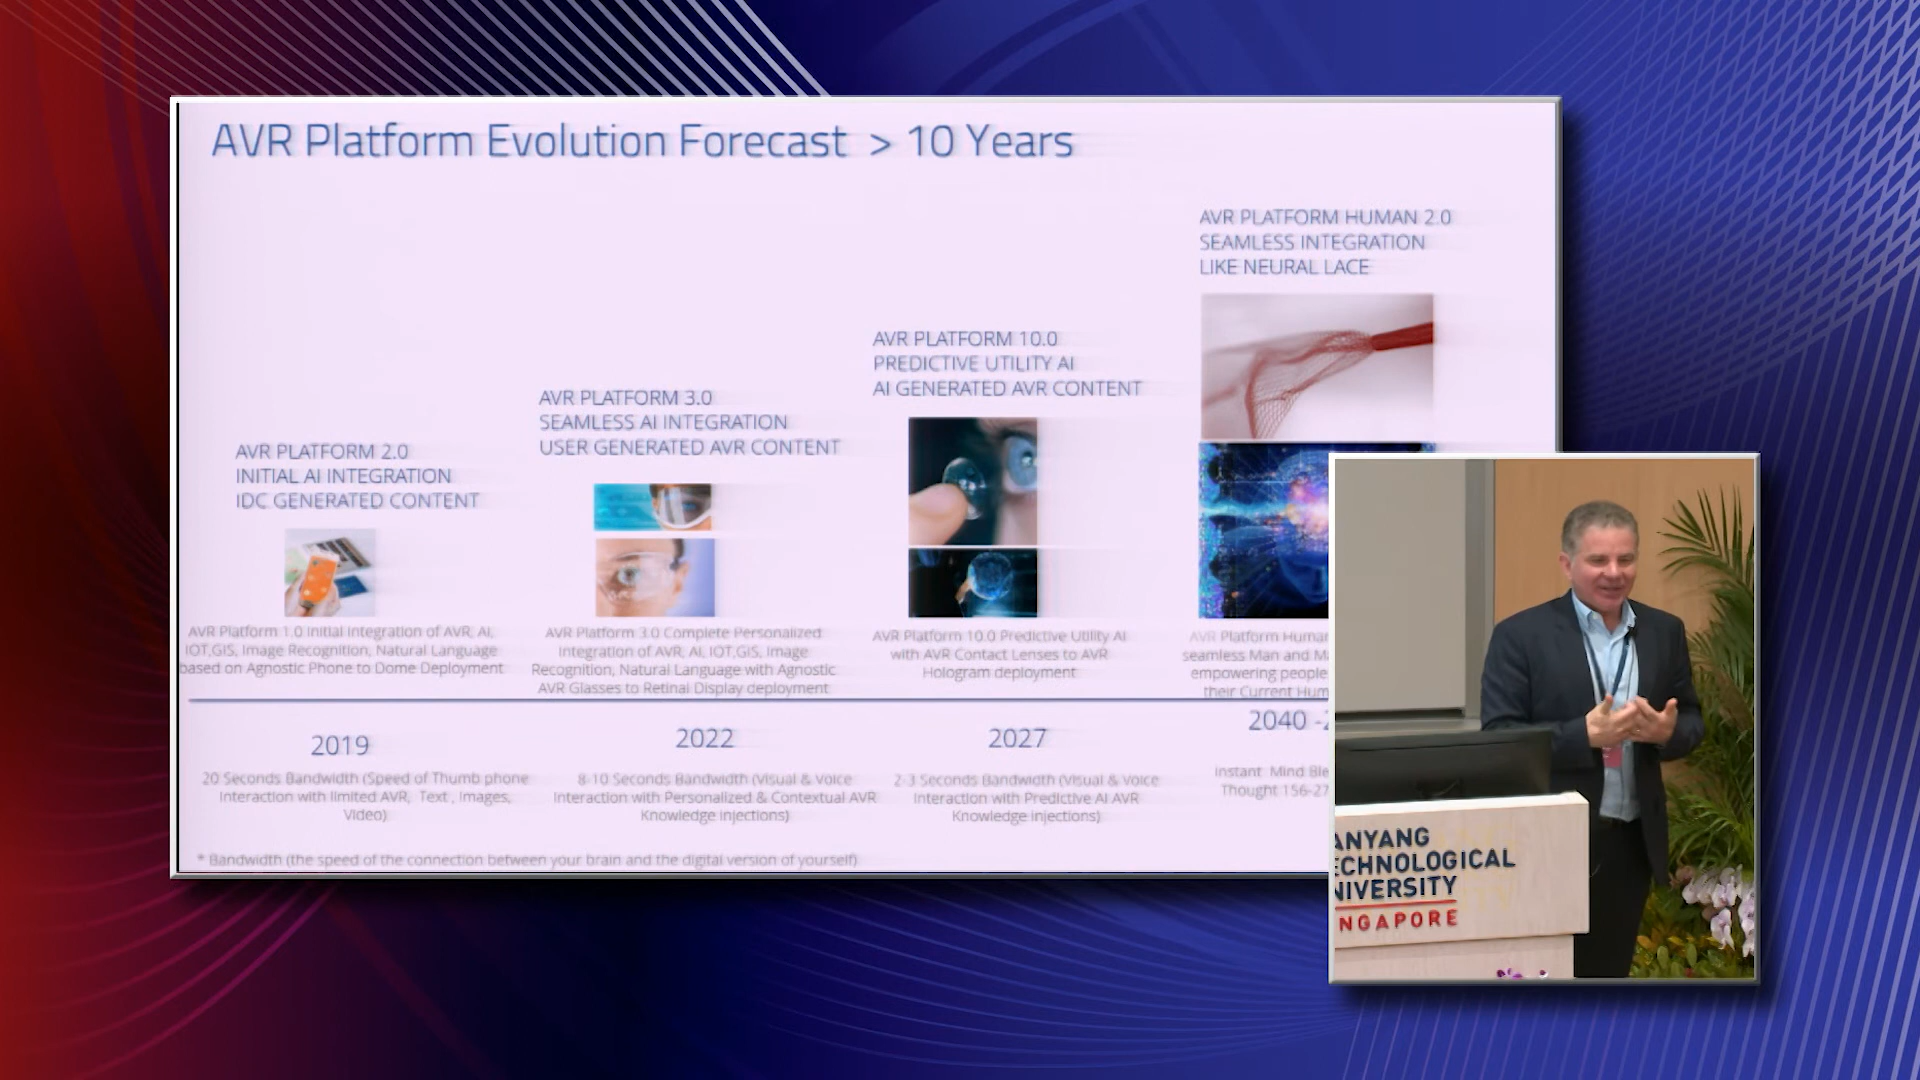 AVR Platform Evolution Forecast > 10 Years
AVR PLATFORM HUMAN 2.0
SEAMLESS INTEGRATION
LIKE NEURAL LACE
AVR PLATFORM 10.0
PREDICTIVE UTILITY AI
AI GENERATED AVR CONTENT
AVR PLATFORM 3.0
SEAMLESS AI INTEGRATION
USER GENERATED AVR CONTENT
AVR PLATFORM 2.0
INITIAL AI INTEGRATION
IDC GENERATED CONTENT
AVR Platform 1.0 Initial Integration of AVR, AI,
IOT,GIS, Image Recognition, Natural Language
based on Agnostic Phone to Dome Deployment
AVR Platform 3.0 Complete Personalized
Integration of AVR, AI, IOT,GIS, Image
Recognition, Natural Language with Agnostic
AVR Glasses to Retinal Display deployment
AVR Platform 10.0 Predictive Utility AI
with AVR Contact Lenses to AVR
Hologram deployment
AVR Platform Human
seamless Man and
empowering people
their Current
2019
2022
2027
2040 -
20 Seconds Bandwidth (Speed of Thumb phone
Interaction with limited AVR, Text , Images,
Video)
8-10 Seconds Bandwidth (Visual & Voice
Interaction with Personalized & Contextual AVR
Knowledge injections)
2-3 Seconds Bandwidth (Visual & Voice
Interaction with Predictive AI AVR
Knowledge injections)
Instant Mind
Thought
* Bandwidth (the speed of the connection between your brain and the digital version of yourself)
ANYANG
ECHNOLOGICAL
NIVERSITY
NGAPORE